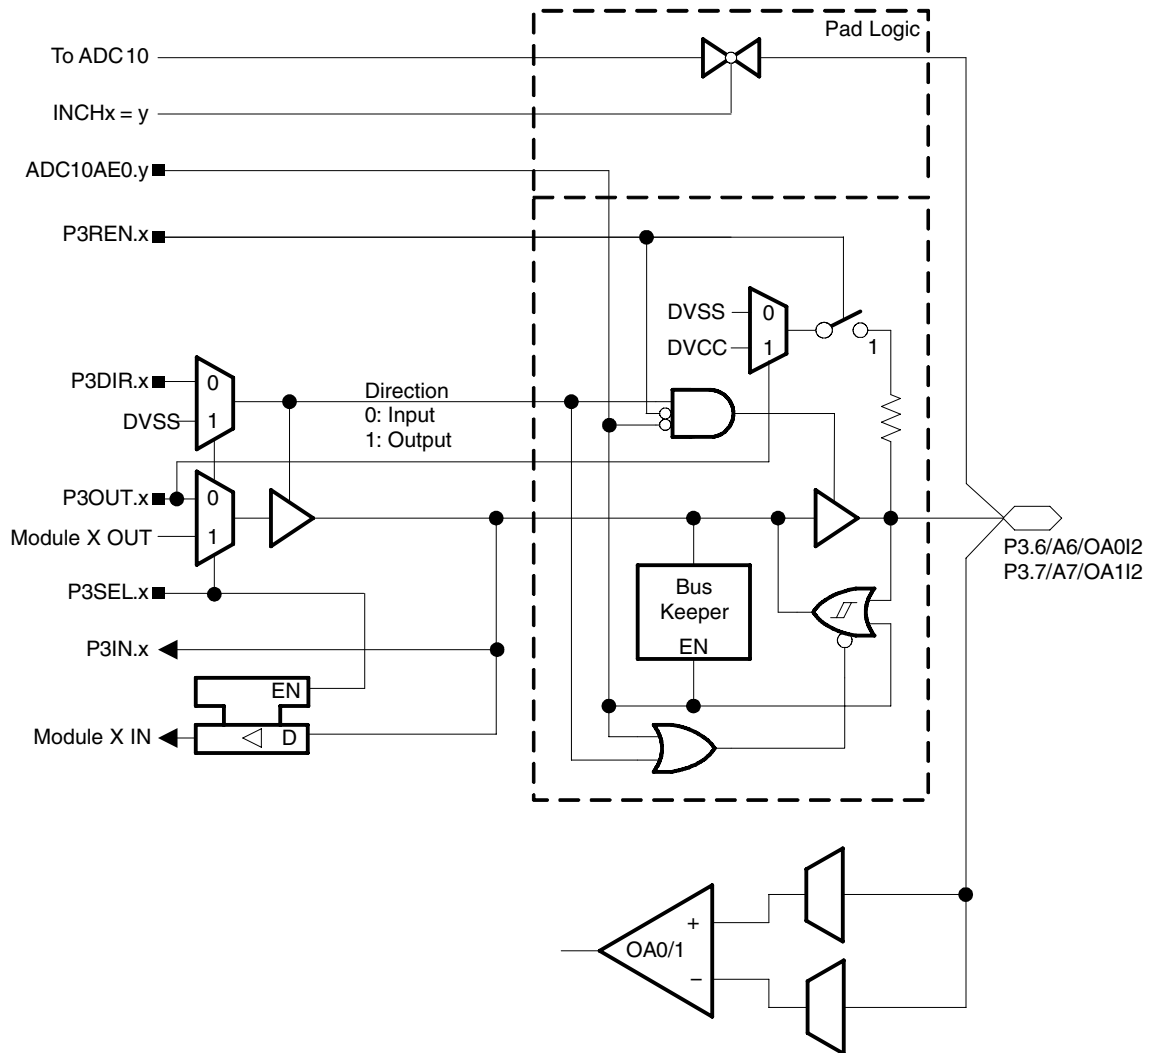 Pad Logic
To ADC10
INCHx = y
ADC10AE0.y
P3REN.x
DVSS
0
DVCC
1
1
P3DIR.x
0
DVSS
1
Direction
0: Input
1: Output
P3OUT.x
0
Module X OUT
1
P3.6/A6/OA0I2
P3.7/A7/OA1I2
P3SEL.x
Bus
Keeper
EN
P3IN.x
EN
Module X IN
D
+
OA0/1
−